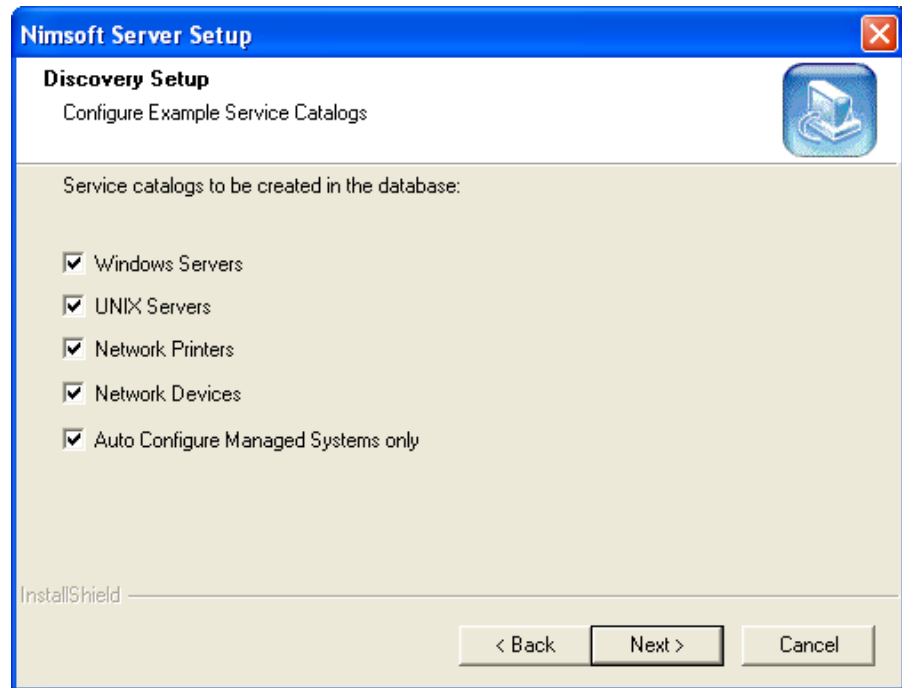 Nimsoft Server Setup
Discovery Setup
Configure Example Service Catalogs
Service catalogs to be created in the database:
Windows Servers
UNIX Servers
Network Printers
Network Devices
Auto Configure Managed Systems only
InstallShield
< Back Next > Cancel